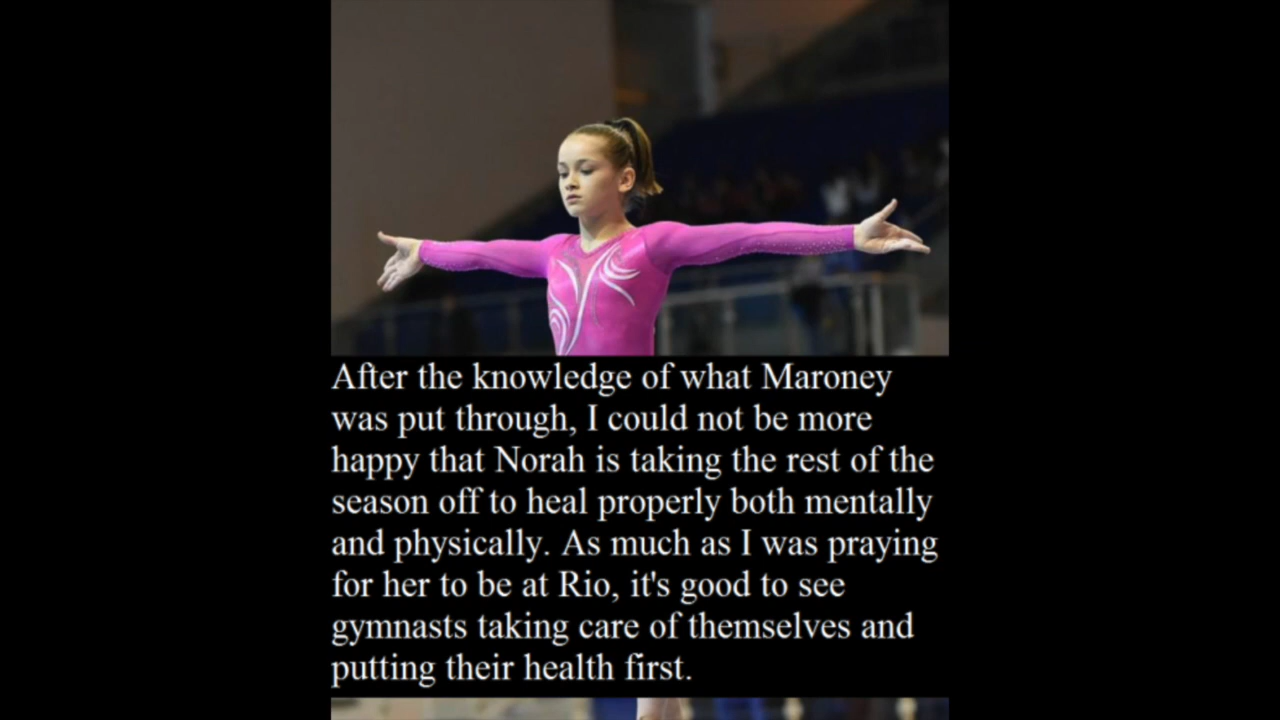 After the knowledge of what Maroney
was put through, I could not be more
happy that Norah is taking the rest of the
season off to heal properly both mentally
and physically. As much as I was praying
for her to be at Rio, it's good to see
gymnasts taking care of themselves and
putting their health first.